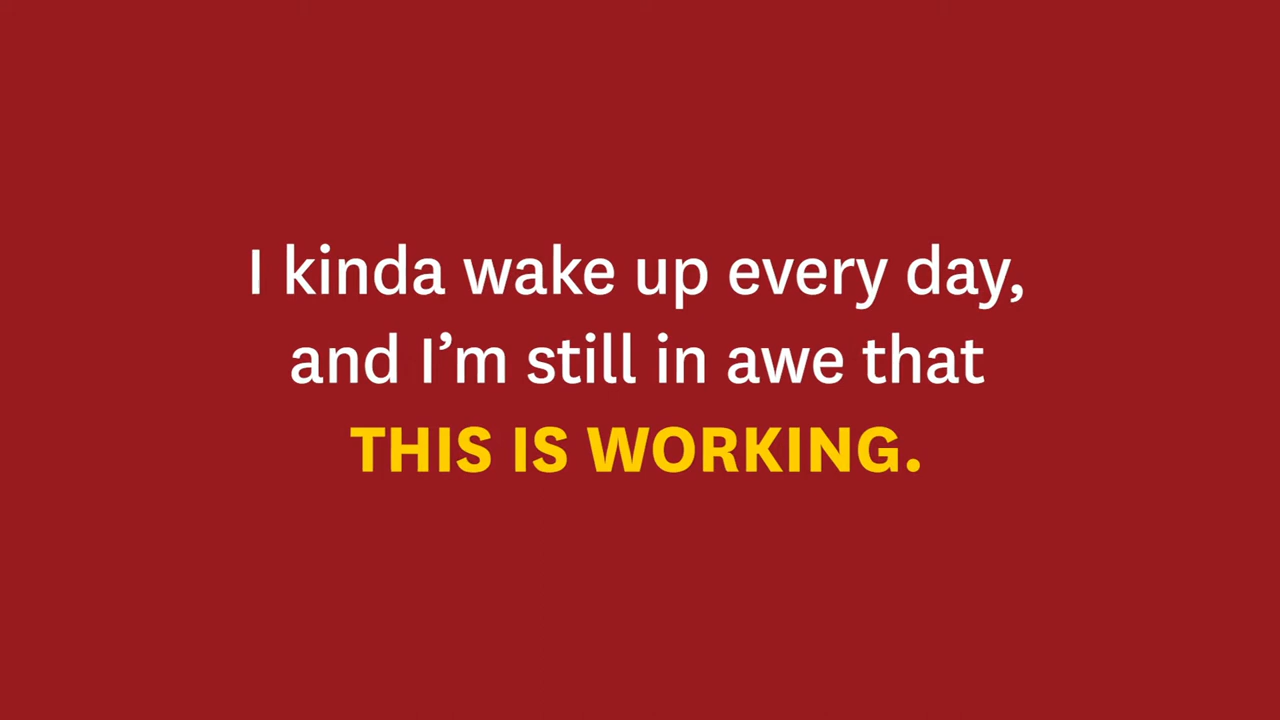 I kinda wake up every day,
and I’m still in awe that
THIS IS WORKING.